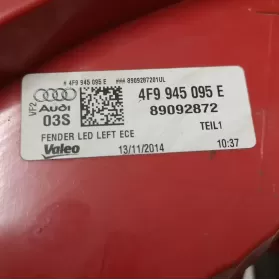 # 4F9 945 095 E ### 8909287201UL
VF2
Audi
03S
4F9 945 095 E
89092872
FENDER LED LEFT ECE
TEIL1
Valeo
13/11/2014
10:37